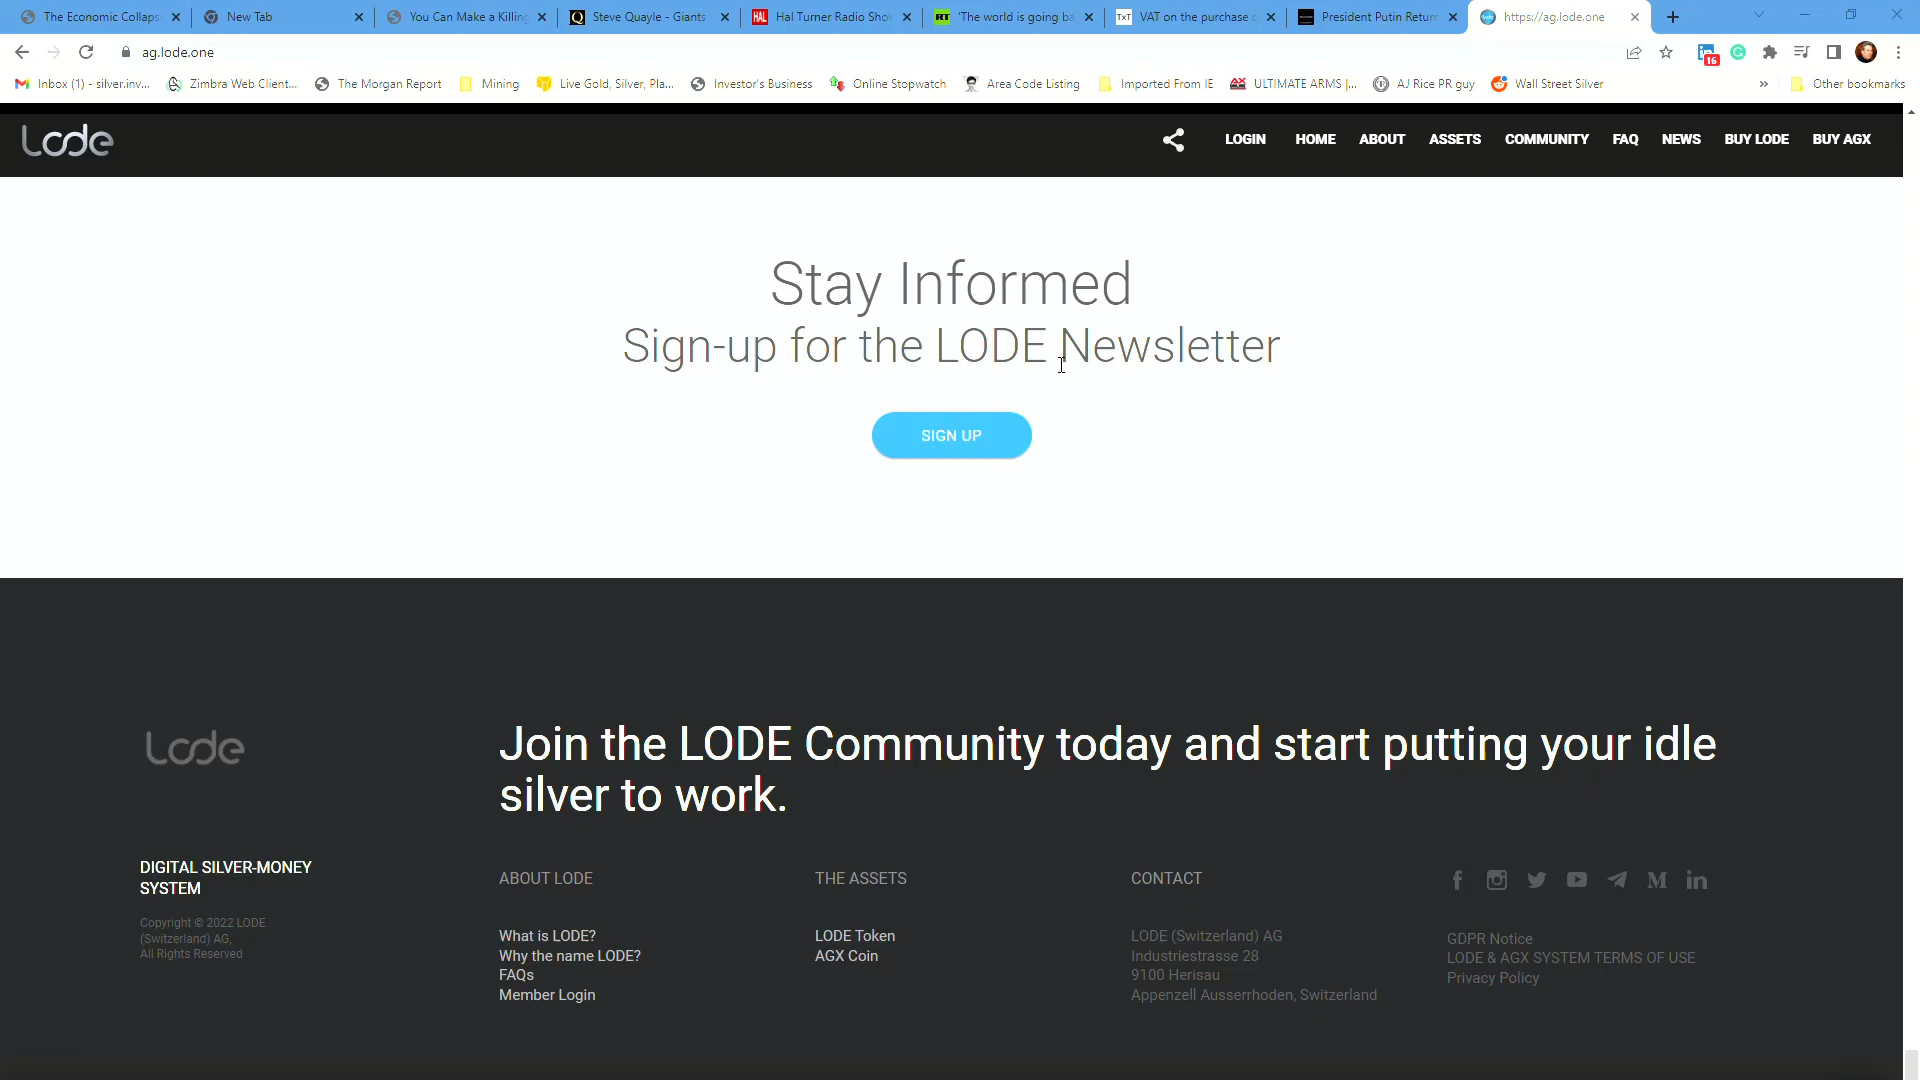 The Economic Collaps
New Tab
You Can Make a Killing
Steve Quayle - Giants
HAL
Hal Turner Radio Sho
RT
'The world is going ba
TxT
VAT on the purchase
President Putin Return
https://ag.lode.one
ag.lode.one
16
Inbox (1) - silver.inv...
Zimbra Web Client...
The Morgan Report
Mining
Live Gold, Silver, Pla...
Investor's Business
Online Stopwatch
Area Code Listing
Imported From IE
ULTIMATE ARMS |...
AJ Rice PR guy
Wall Street Silver
»
Other bookmarks
Lode
LOGIN
HOME
ABOUT
ASSETS
COMMUNITY
FAQ
NEWS
BUY LODE
BUY AGX
Stay Informed
Sign-up for the LODE Newsletter
SIGN UP
Lode
Join the LODE Community today and start putting your idle
silver to work.
DIGITAL SILVER-MONEY
SYSTEM
Copyright © 2022 LODE
(Switzerland) AG,
All Rights Reserved
ABOUT LODE
What is LODE?
Why the name LODE?
FAQs
Member Login
THE ASSETS
LODE Token
AGX Coin
CONTACT
LODE (Switzerland) AG
Industriestrasse 28
9100 Herisau
Appenzell Ausserrhoden, Switzerland
GDPR Notice
LODE & AGX SYSTEM TERMS OF USE
Privacy Policy